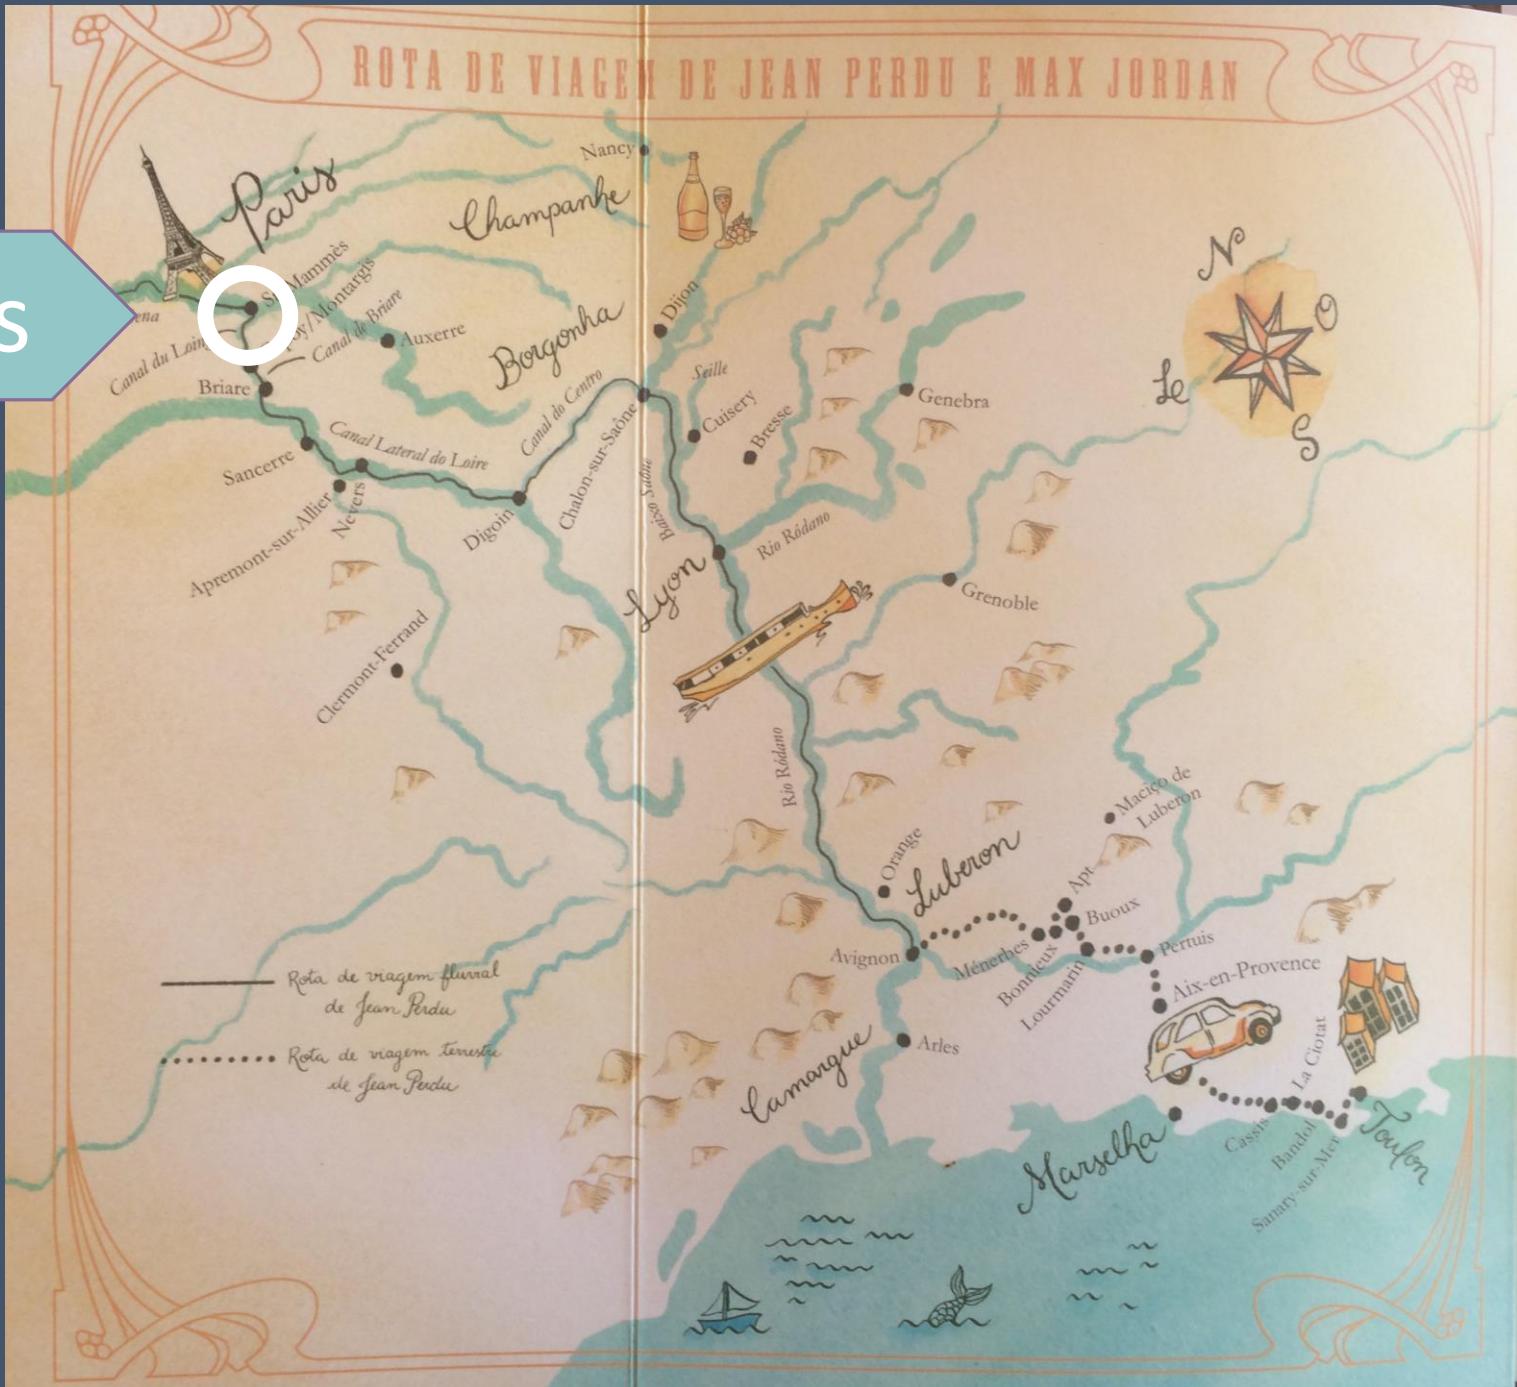 ROTA DE VIAGEM DE JEAN PERDU E MAX JORDAN
Nancy
Paris
Champanhe
N
O
Le
S
St. Mammès
s
Canal du Loing
Canal de Briare
Auxerre
Borgonha
Dijon
Briare
Seille
Genebra
Canal do Centro
Cuisery
Bresse
Sancerre
Canal Lateral do Loire
Chalon-sur-Saône
Apremont-sur-Allier
Nevers
Digoin
Rio Ródano
Lyon
Grenoble
Clermont-Ferrand
Rio Ródano
Maciço de
Luberon
Orange
Luberon
Apt
Buoux
Avignon
Ménerbes
Bonnieux
Lourmarin
Pertuis
Aix-en-Provence
Rota de viagem fluvial
de Jean Perdu
Rota de viagem terrestre
de Jean Perdu
Arles
Camargue
La Ciotat
Marselha
Cassis
Bandol
Sanary-sur-Mer
Toulon